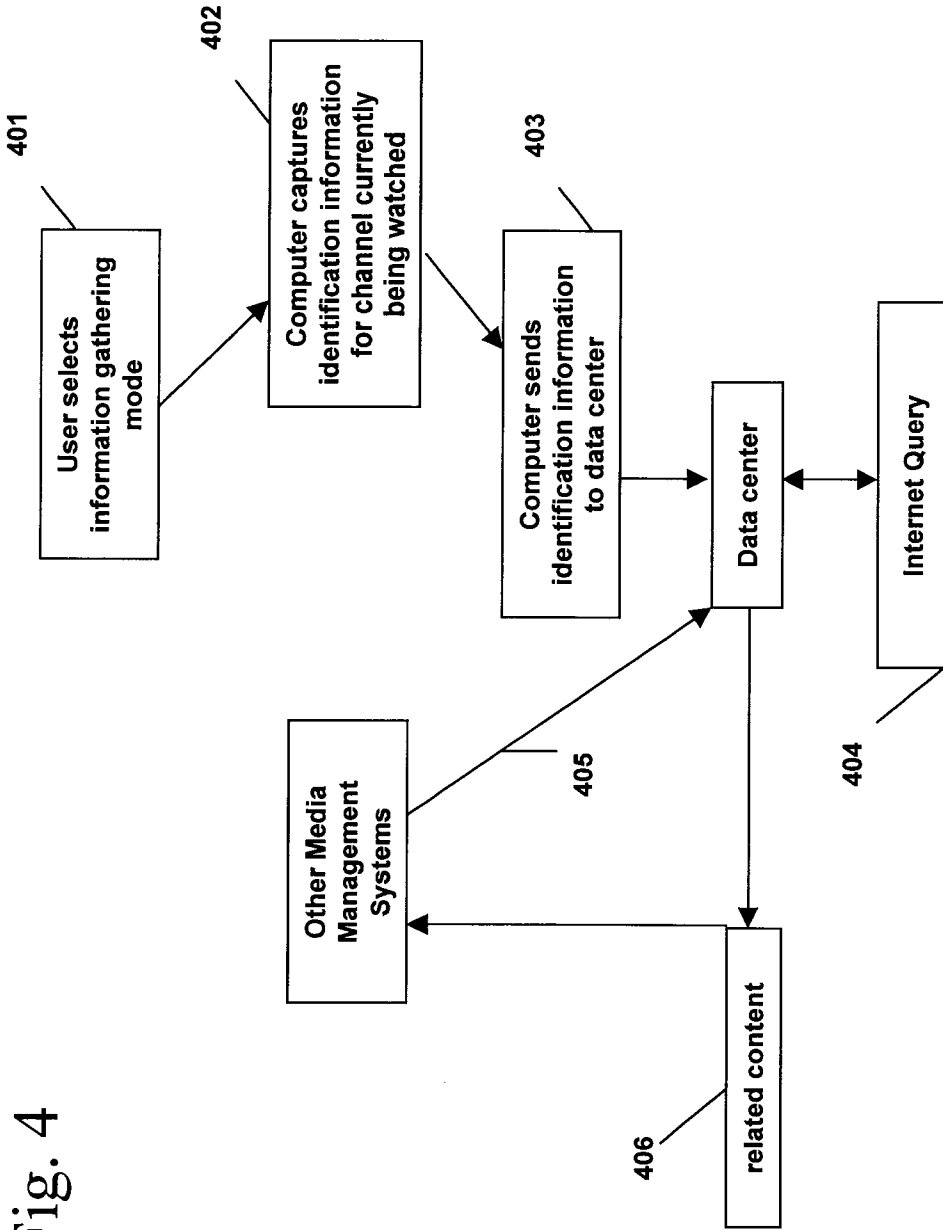 Fig. 4
401
User selects
information gathering
mode
402
Computer captures
identification information
for channel currently
being watched
403
Computer sends
identification information
to data center
Other Media
Management
Systems
405
Data center
404
Internet Query
406
related content